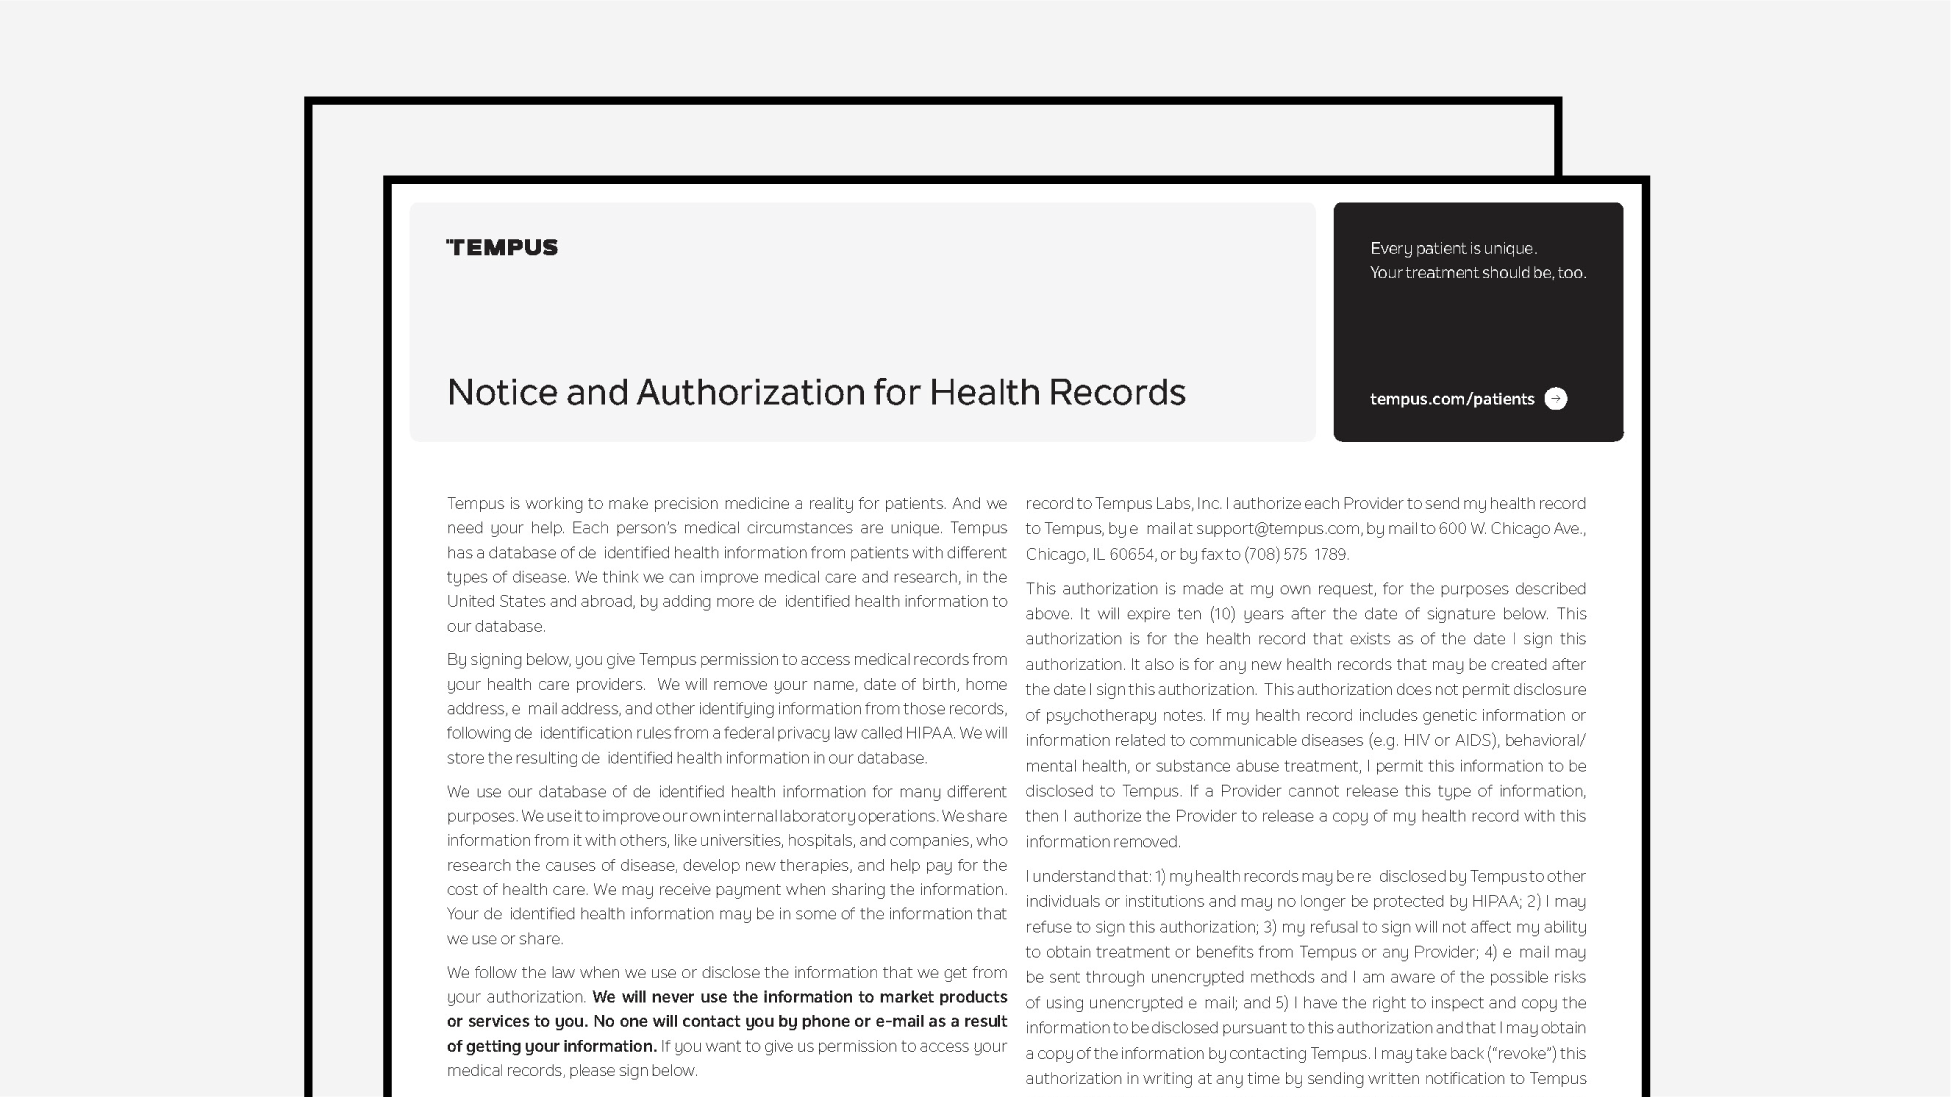 TEMPUS
Notice and Authorization for Health Records
Every patient is unique.
Your treatment should be, too.
tempus.com/patients
Tempus is working to make precision medicine a reality for patients. And we
need your help. Each person's medical circumstances are unique. Tempus
has a database of de identified health information from patients with different
types of disease. We think we can improve medical care and research, in the
United States and abroad, by adding more de identified health information to
our database.
By signing below, you give Tempus permission to access medical records from
your health care providers. We will remove your name, date of birth, home
address, e mail address, and other identifying information from those records,
following de identification rules from a federal privacy law called HIPAA. We will
store the resulting de identified health information in our database.
We use our database of de identified health information for many different
purposes. We use it to improve our own internal laboratory operations. We share
information from it with others, like universities, hospitals, and companies, who
research the causes of disease, develop new therapies, and help pay for the
cost of health care. We may receive payment when sharing the information.
Your de identified health information may be in some of the information that
we use or share.
We follow the law when we use or disclose the information that we get from
your authorization. We will never use the information to market products
or services to you. No one will contact you by phone or e-mail as a result
of getting your information. If you want to give us permission to access your
medical records, please sign below.
record to Tempus Labs, Inc. I authorize each Provider to send my health record
to Tempus, by e mail at support@tempus.com, by mail to 600 W. Chicago Ave.,
Chicago, IL 60654, or by fax to (708) 575 1789.
This authorization is made at my own request, for the purposes described
above. It will expire ten (10) years after the date of signature below. This
authorization is for the health record that exists as of the date I sign this
authorization. It also is for any new health records that may be created after
the date I sign this authorization. This authorization does not permit disclosure
of psychotherapy notes. If my health record includes genetic information or
information related to communicable diseases (e.g. HIV or AIDS), behavioral/
mental health, or substance abuse treatment, I permit this information to be
disclosed to Tempus. If a Provider cannot release this type of information,
then I authorize the Provider to release a copy of my health record with this
information removed.
I understand that: 1) my health records may be re disclosed by Tempus to other
individuals or institutions and may no longer be protected by HIPAA; 2) I may
refuse to sign this authorization; 3) my refusal to sign will not affect my ability
to obtain treatment or benefits from Tempus or any Provider; 4) e mail may
be sent through unencrypted methods and I am aware of the possible risks
of using unencrypted e mail; and 5) I have the right to inspect and copy the
information to be disclosed pursuant to this authorization and that I may obtain
a copy of the information by contacting Tempus. I may take back (“revoke”) this
authorization in writing at any time by sending written notification to Tempus